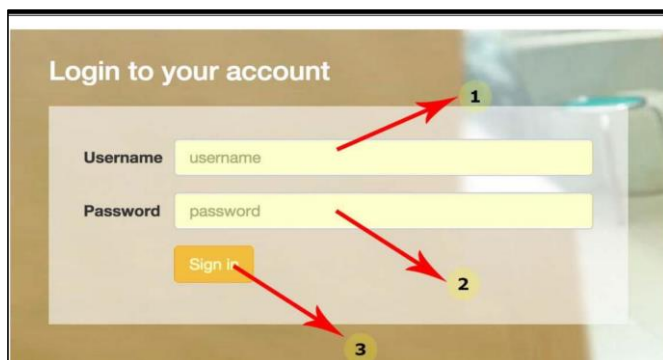 Login to your account
1
Username username
Password password
Sign in
2
3